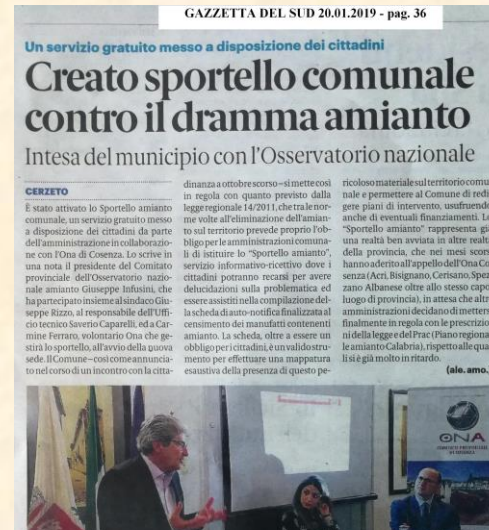 GAZZETTA DEL SUD 20.01.2019 - pag. 36
Un servizio gratuito messo a disposizione dei cittadini
Creato sportello comunale
contro il dramma amianto
Intesa del municipio con l'Osservatorio nazionale
CERZETO
È stato attivato lo Sportello amianto
comunale, un servizio gratuito messo
a disposizione dei cittadini da parte
dell'amministrazione in collaborazio-
ne con l'Ona di Cosenza. Lo scrive in
una nota il presidente del Comitato
provinciale dell'Osservatorio nazio-
nale amianto Giuseppe Infusini, che
ha partecipato insieme al sindaco Giu-
seppe Rizzo, al responsabile dell'Uffi-
cio tecnico Saverio Caparelli, ed a Car-
mine Ferraro, volontario Ona che ge-
stirà lo sportello, all'avvio della nuova
sede. Il Comune – così come annuncia-
to nel corso di un incontro con la citta-
dinanza a ottobre scorso – si mette così
in regola con quanto previsto dalla
legge regionale 14/2011, che tra le nor-
me volte all'eliminazione dell'amian-
to sul territorio prevede proprio l'ob-
bligo per le amministrazioni comuna-
li di istituire lo "Sportello amianto",
servizio informativo-ricettivo dove i
cittadini potranno recarsi per avere
delucidazioni sulla problematica ed
essere assistiti nella compilazione del-
la scheda di auto-notifica finalizzata al
censimento dei manufatti contenenti
amianto. La scheda, oltre a essere un
obbligo per i cittadini, è un valido stru-
mento per effettuare una mappatura
esaustiva della presenza di questo pe-
ricoloso materiale sul territorio comu
nale e permettere al Comune di redi
gere piani di intervento, usufruendo
anche di eventuali finanziamenti. Lo
"Sportello amianto" rappresenta già
una realtà ben avviata in altre realtà
della provincia, che nei mesi scors
hanno aderito all'appello dell'Ona Co
senza (Acri, Bisignano, Cerisano, Spez
zano Albanese oltre allo stesso capo
luogo di provincia), in attesa che altre
amministrazioni decidano di mettersi
finalmente in regola con le prescrizio
ni della legge e del Prac (Piano regiona
le amianto Calabria), rispetto alle qua
li si è già molto in ritardo.
(ale.amo.
ONA